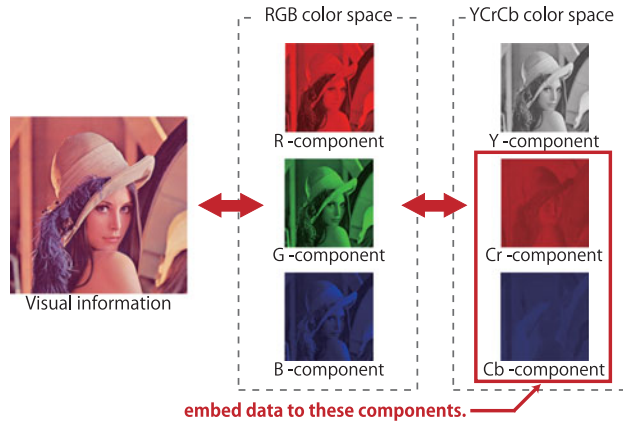 RGB color space
YCrCb color space
R -component
Y -component
Visual information
G -component
Cr -component
B -component
Cb -component
embed data to these components.